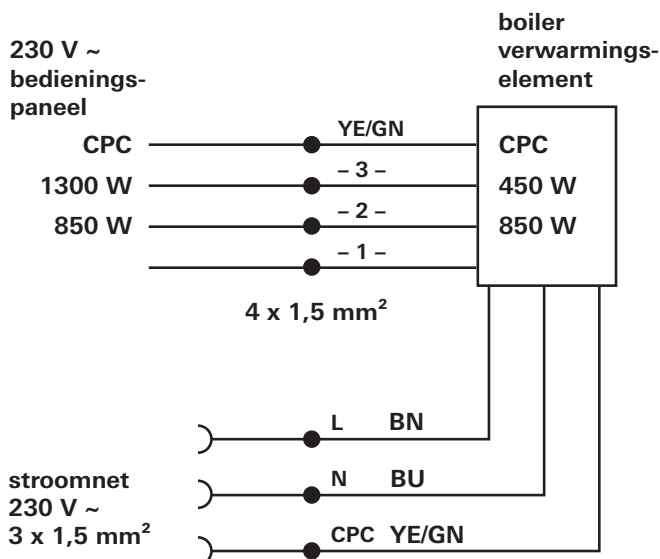 boiler
verwarmings-
element
230 V ~
bedienings-
paneel
CPC YE/GN CPC
1300 W – 3 – 450 W
850 W – 2 – 850 W
– 1 –
4 x 1,5 mm²
L BN
N BU
CPC YE/GN
stroomnet
230 V ~
3 x 1,5 mm²